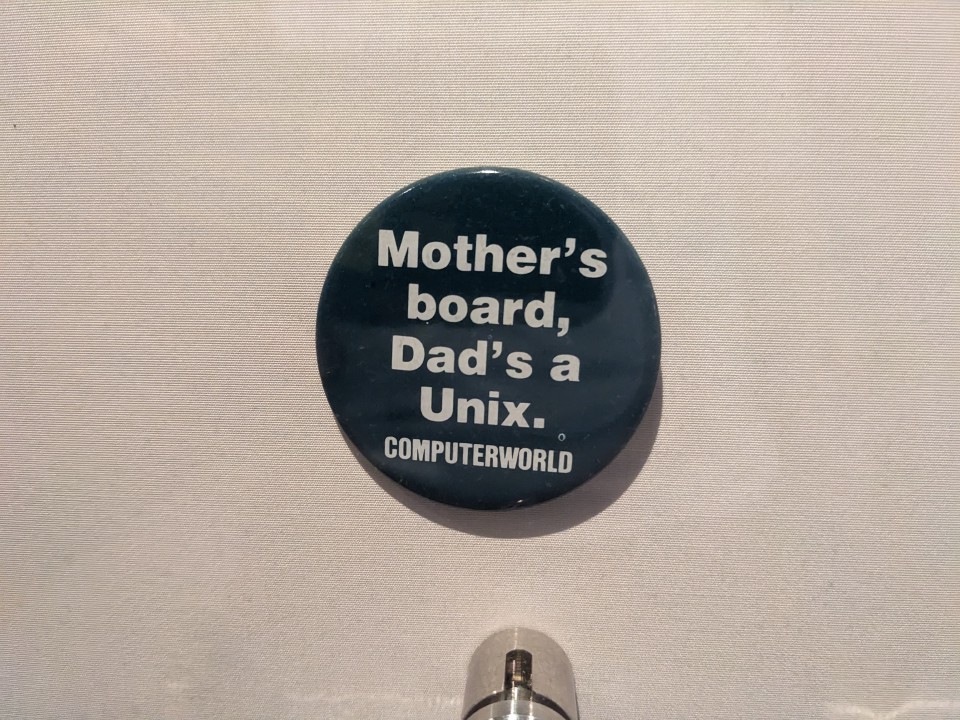 Mother’s
board,
Dad’s a
Unix.
COMPUTERWORLD